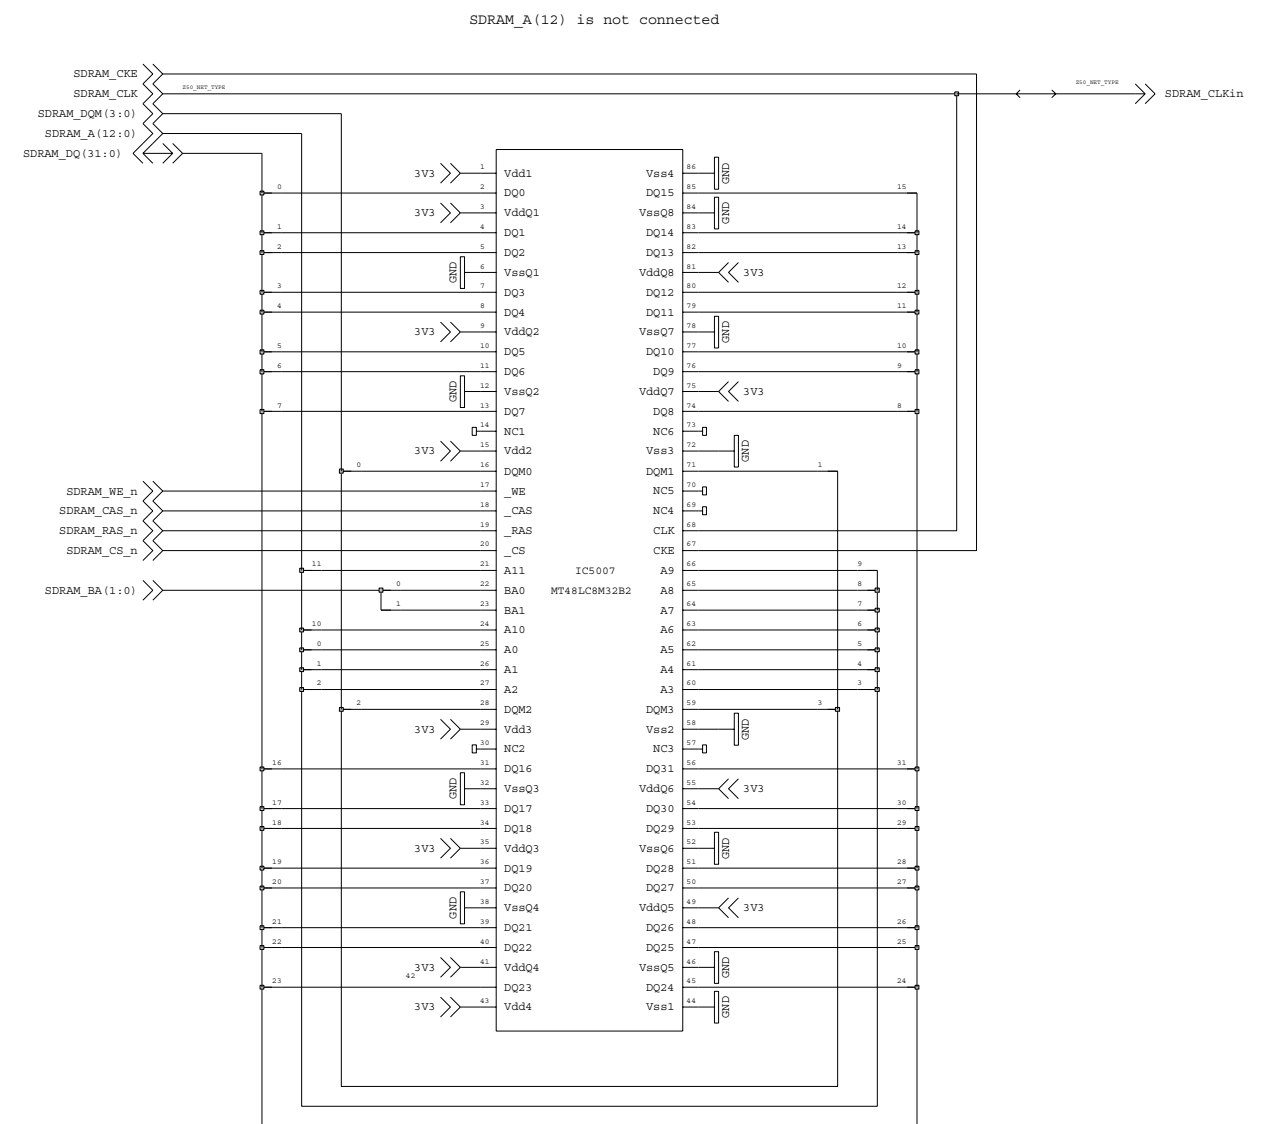 SDRAM_A(12) is not connected
SDRAM_CKE
SDRAM_CLK Z50_NET_TYPE Z50_NET_TYPE SDRAM_CLKin
SDRAM_DQM(3:0)
SDRAM_A(12:0)
SDRAM_DQ(31:0)
3V3 1 Vdd1 Vss4 86 GND
0 2 DQ0 DQ15 85 15
3V3 3 VddQ1 VssQ8 84 GND
1 4 DQ1 DQ14 83 14
2 5 DQ2 DQ13 82 13
GND 6 VssQ1 VddQ8 81 3V3
3 7 DQ3 DQ12 80 12
4 8 DQ4 DQ11 79 11
3V3 9 VddQ2 VssQ7 78 GND
5 10 DQ5 DQ10 77 10
6 11 DQ6 DQ9 76 9
GND 12 VssQ2 VddQ7 75 3V3
7 13 DQ7 DQ8 74 8
14 NC1 NC6 73
3V3 15 Vdd2 Vss3 72 GND
0 16 DQM0 DQM1 71 1
SDRAM_WE_n 17 _WE NC5 70
SDRAM_CAS_n 18 _CAS NC4 69
SDRAM_RAS_n 19 _RAS CLK 68
SDRAM_CS_n 20 _CS CKE 67
11 21 A11 IC5007 A9 66 9
SDRAM_BA(1:0) 0 22 BA0 MT48LC8M32B2 A8 65 8
1 23 BA1 A7 64 7
10 24 A10 A6 63 6
0 25 A0 A5 62 5
1 26 A1 A4 61 4
2 27 A2 A3 60 3
2 28 DQM2 DQM3 59 3
3V3 29 Vdd3 Vss2 58 GND
30 NC2 NC3 57
16 31 DQ16 DQ31 56 31
GND 32 VssQ3 VddQ6 55 3V3
17 33 DQ17 DQ30 54 30
18 34 DQ18 DQ29 53 29
3V3 35 VddQ3 VssQ6 52 GND
19 36 DQ19 DQ28 51 28
20 37 DQ20 DQ27 50 27
GND 38 VssQ4 VddQ5 49 3V3
21 39 DQ21 DQ26 48 26
22 40 DQ22 DQ25 47 25
3V3 41 VddQ4 VssQ5 46 GND
42
23 DQ23 DQ24 45 24
3V3 43 Vdd4 Vss1 44 GND